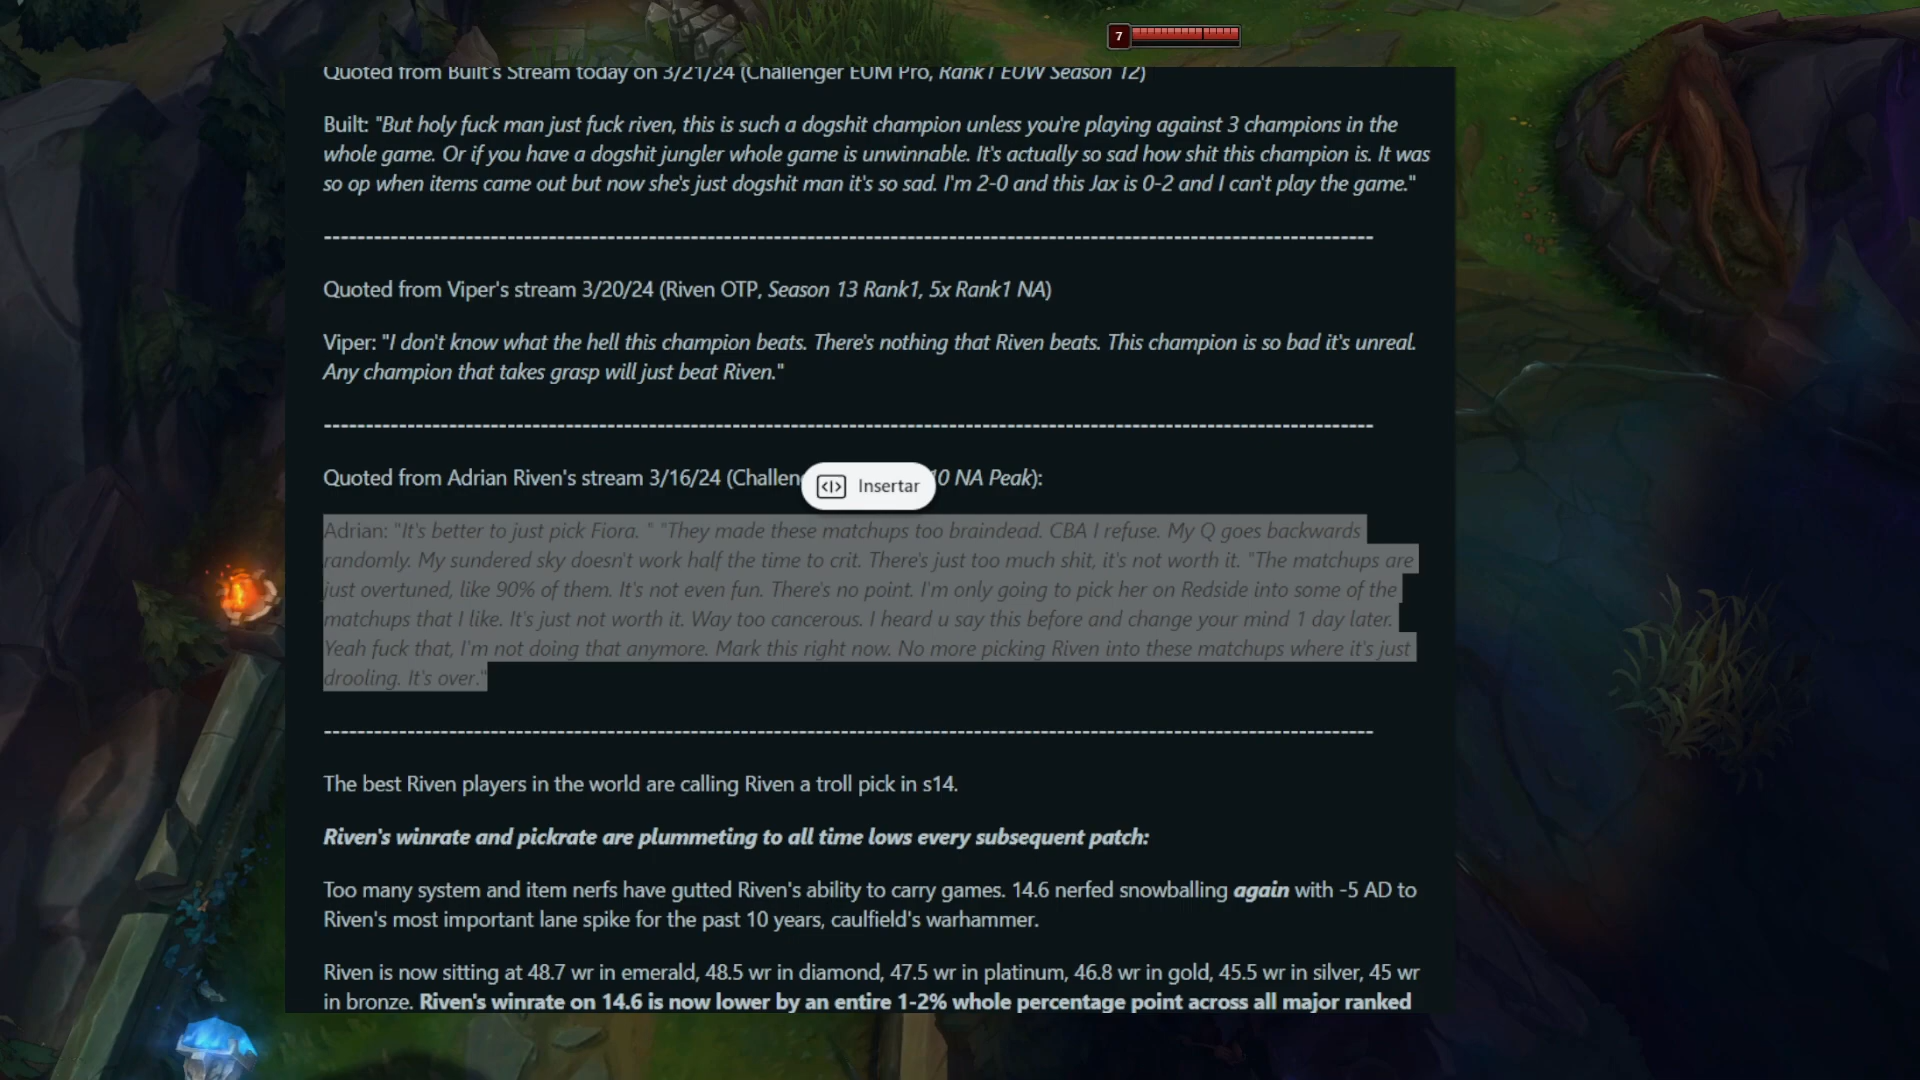 7
Quoted from Built's Stream today on 3/21/24 (Challenger EUM Pro, Rank1 EUW Season 12)
Built: "But holy fuck man just fuck riven, this is such a dogshit champion unless you're playing against 3 champions in the
whole game. Or if you have a dogshit jungler whole game is unwinnable. It's actually so sad how shit this champion is. It was
so op when items came out but now she's just dogshit man it's so sad. I'm 2-0 and this Jax is 0-2 and I can't play the game."
---------------------------------------------------------------------------------------------------------------------------------
Quoted from Viper's stream 3/20/24 (Riven OTP, Season 13 Rank1, 5x Rank1 NA)
Viper: "I don't know what the hell this champion beats. There's nothing that Riven beats. This champion is so bad it's unreal.
Any champion that takes grasp will just beat Riven."
---------------------------------------------------------------------------------------------------------------------------------
Quoted from Adrian Riven's stream 3/16/24 (Challen 0 NA Peak):
Insertar
Adrian: "It's better to just pick Fiora. " "They made these matchups too braindead. CBA I refuse. My Q goes backwards
randomly. My sundered sky doesn't work half the time to crit. There's just too much shit, it's not worth it. "The matchups are
just overtuned, like 90% of them. It's not even fun. There's no point. I'm only going to pick her on Redside into some of the
matchups that I like. It's just not worth it. Way too cancerous. I heard u say this before and change your mind 1 day later.
Yeah fuck that, I'm not doing that anymore. Mark this right now. No more picking Riven into these matchups where it's just
drooling. It's over."
---------------------------------------------------------------------------------------------------------------------------------
The best Riven players in the world are calling Riven a troll pick in s14.
Riven's winrate and pickrate are plummeting to all time lows every subsequent patch:
Too many system and item nerfs have gutted Riven's ability to carry games. 14.6 nerfed snowballing again with -5 AD to
Riven's most important lane spike for the past 10 years, caulfield's warhammer.
Riven is now sitting at 48.7 wr in emerald, 48.5 wr in diamond, 47.5 wr in platinum, 46.8 wr in gold, 45.5 wr in silver, 45 wr
in bronze. Riven's winrate on 14.6 is now lower by an entire 1-2% whole percentage point across all major ranked